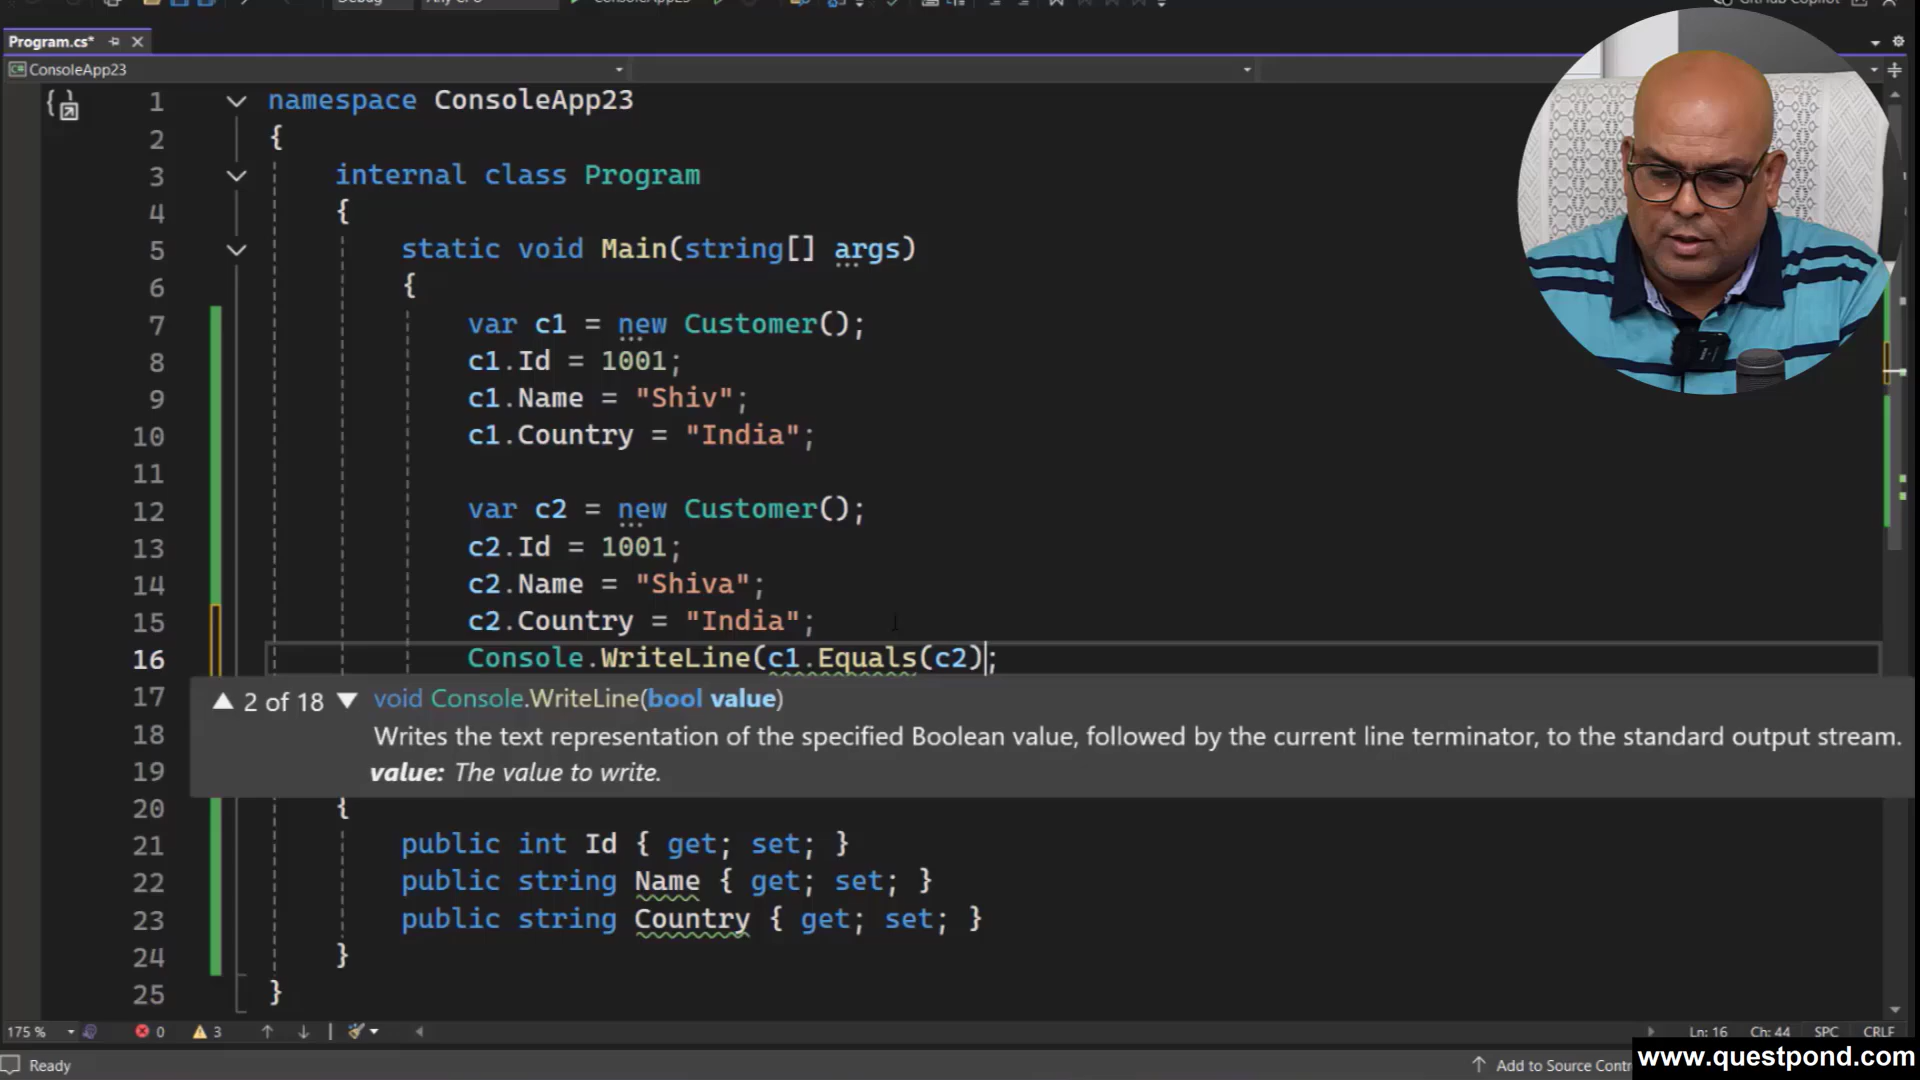 Program.cs*
ConsoleApp23
1 namespace ConsoleApp23
2 {
3 internal class Program
4 {
5 static void Main(string[] args)
6 {
7 var c1 = new Customer();
8 c1.Id = 1001;
9 c1.Name = "Shiv";
10 c1.Country = "India";
11
12 var c2 = new Customer();
13 c2.Id = 1001;
14 c2.Name = "Shiva";
15 c2.Country = "India";
16 Console.WriteLine(c1.Equals(c2);
17
2 of 18 void Console.WriteLine(bool value)
18
Writes the text representation of the specified Boolean value, followed by the current line terminator, to the standard output stream.
19
value: The value to write.
20 {
21 public int Id { get; set; }
22 public string Name { get; set; }
23 public string Country { get; set; }
24 }
25 }
175 % 0 3 Ln: 16 Ch: 44 SPC CRLF
Ready Add to Source Contr
www.questpond.com